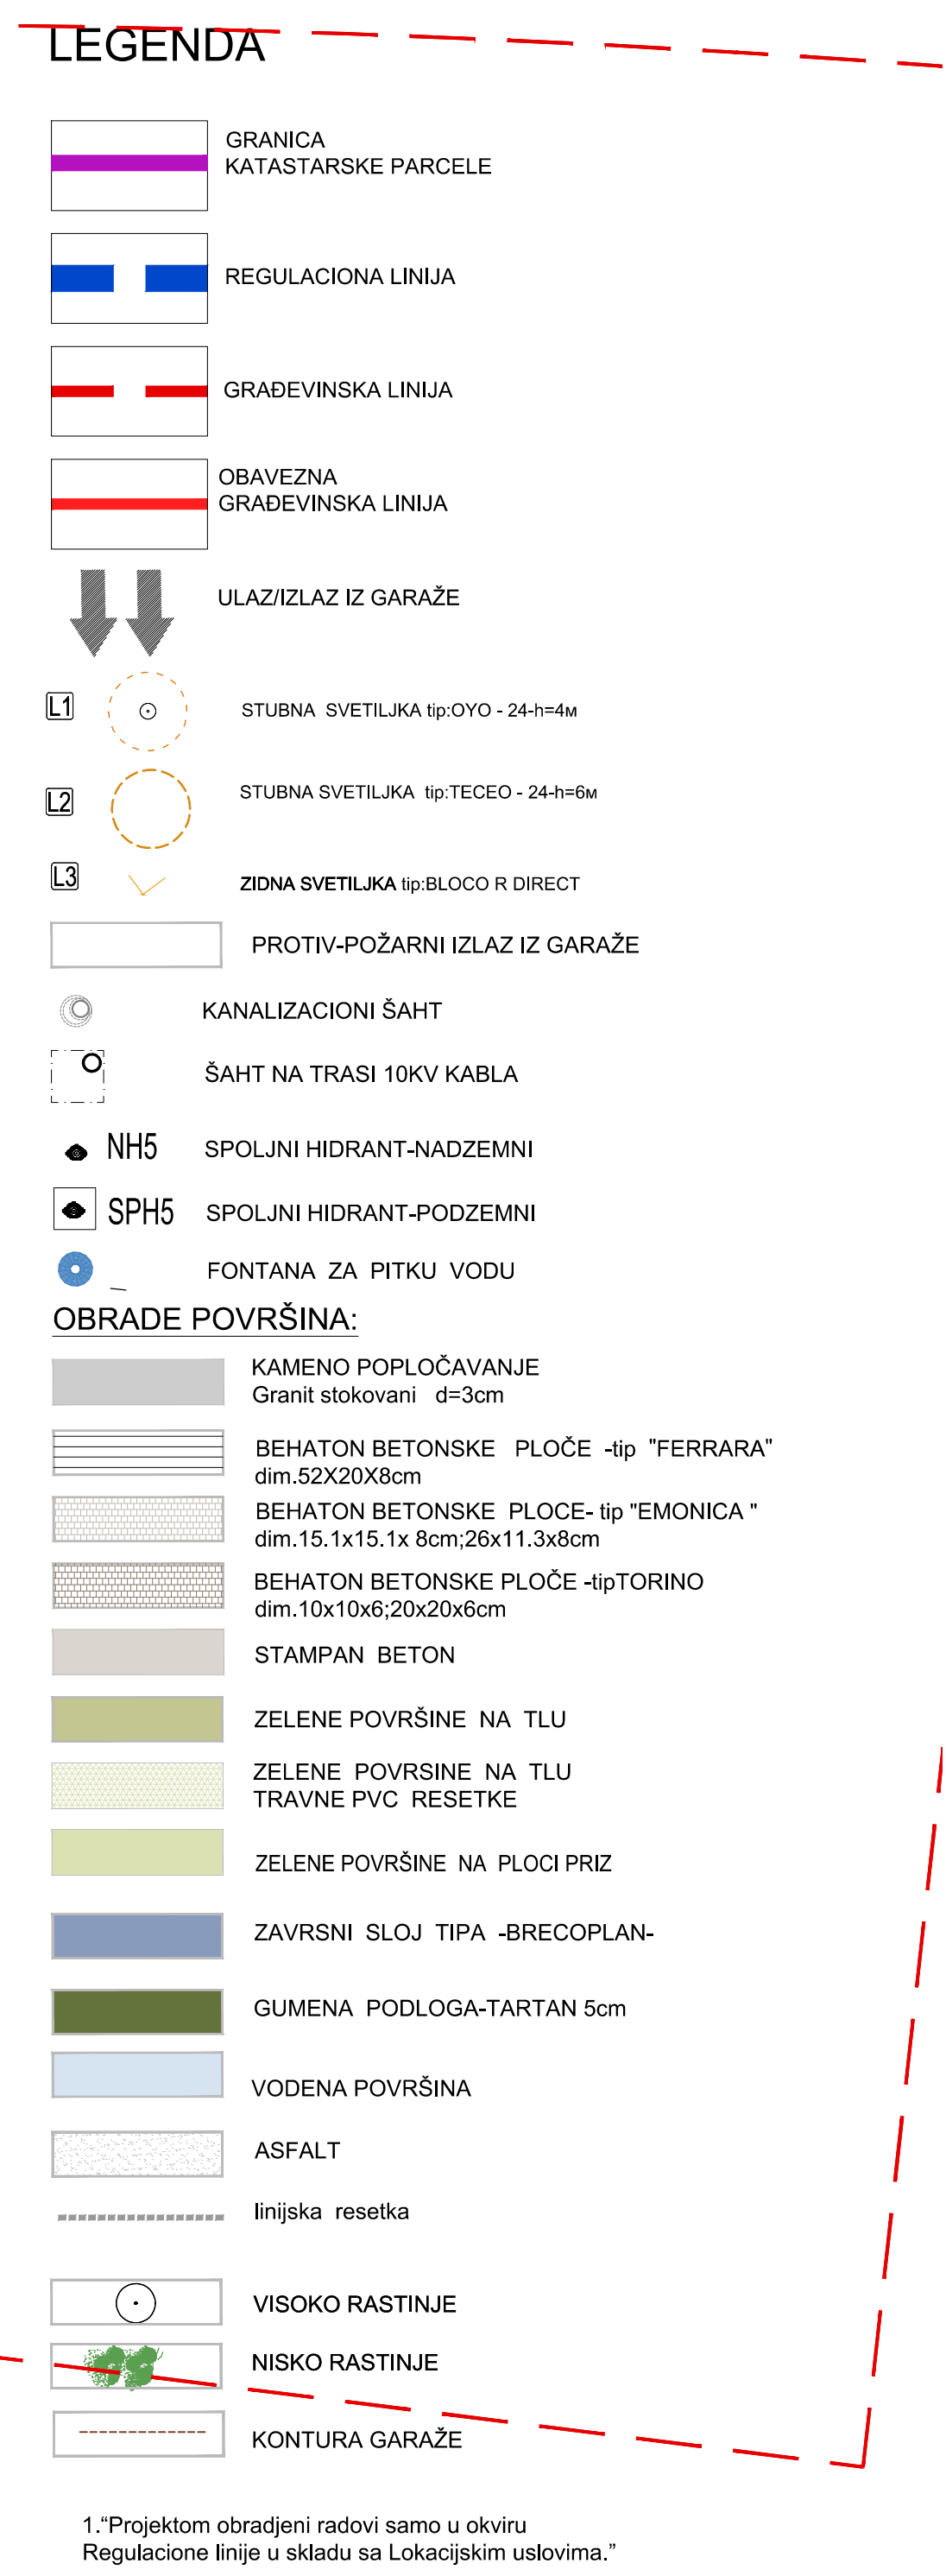 LEGENDA
GRANICA
KATASTARSKE PARCELE
REGULACIONA LINIJA
GRAĐEVINSKA LINIJA
OBAVEZNA
GRAĐEVINSKA LINIJA
ULAZ/IZLAZ IZ GARAŽE
L1 STUBNA SVETILJKA tip:OYO - 24-h=4м
L2 STUBNA SVETILJKA tip:TECEO - 24-h=6м
L3 ZIDNA SVETILJKA tip:BLOCO R DIRECT
PROTIV-POŽARNI IZLAZ IZ GARAŽE
KANALIZACIONI ŠAHT
ŠAHT NA TRASI 10KV KABLA
NH5 SPOLJNI HIDRANT-NADZEMNI
SPH5 SPOLJNI HIDRANT-PODZEMNI
FONTANA ZA PITKU VODU
OBRADE POVRŠINA:
KAMENO POPLOČAVANJE
Granit stokovani d=3cm
BEHATON BETONSKE PLOČE -tip "FERRARA"
dim.52X20X8cm
BEHATON BETONSKE PLOCE- tip "EMONICA "
dim.15.1x15.1x 8cm;26x11.3x8cm
BEHATON BETONSKE PLOČE -tipTORINO
dim.10x10x6;20x20x6cm
STAMPAN BETON
ZELENE POVRŠINE NA TLU
ZELENE POVRSINE NA TLU
TRAVNE PVC RESETKE
ZELENE POVRŠINE NA PLOCI PRIZ
ZAVRSNI SLOJ TIPA -BRECOPLAN-
GUMENA PODLOGA-TARTAN 5cm
VODENA POVRŠINA
ASFALT
linijska resetka
VISOKO RASTINJE
NISKO RASTINJE
KONTURA GARAŽE
1.“Projektom obradjeni radovi samo u okviru
Regulacione linije u skladu sa Lokacijskim uslovima.”